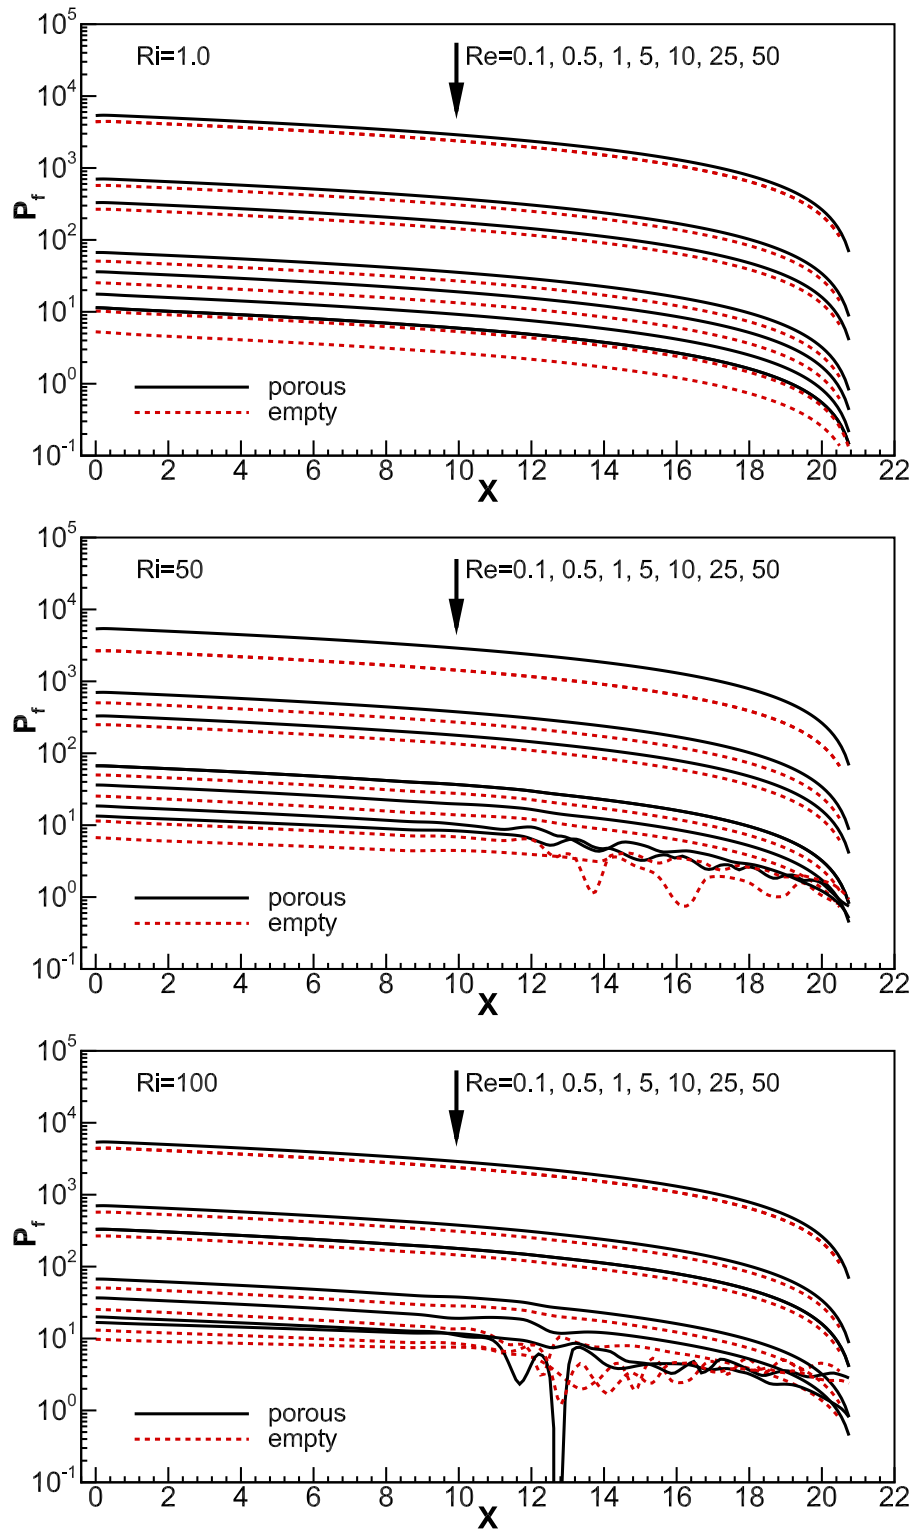 10^5
Ri=1.0 Re=0.1, 0.5, 1, 5, 10, 25, 50
10^4
10^3
P_f
10^2
10^1
10^0
porous
empty
10^-1
0 2 4 6 8 10 12 14 16 18 20 22
X
10^5
Ri=50 Re=0.1, 0.5, 1, 5, 10, 25, 50
10^4
10^3
P_f
10^2
10^1
10^0
porous
empty
10^-1
0 2 4 6 8 10 12 14 16 18 20 22
X
10^5
Ri=100 Re=0.1, 0.5, 1, 5, 10, 25, 50
10^4
10^3
P_f
10^2
10^1
10^0
porous
empty
10^-1
0 2 4 6 8 10 12 14 16 18 20 22
X